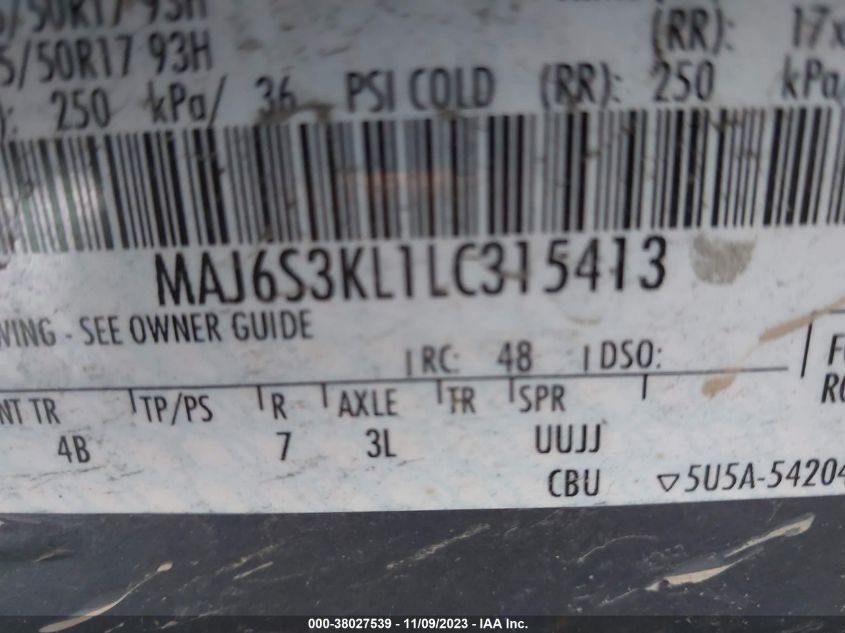 /50R17 93H
5/50R17 93H
(RR): 17x
): 250 kPa/ 36 PSI COLD (RR): 250 kPa/
MAJ6S3KL1LC315413
WING - SEE OWNER GUIDE
RC: 48 DSO:
NT TR TP/PS R AXLE TR SPR
4B 7 3L UUJJ
CBU ▽5U5A-54204
000-38027539 - 11/09/2023 - IAA Inc.